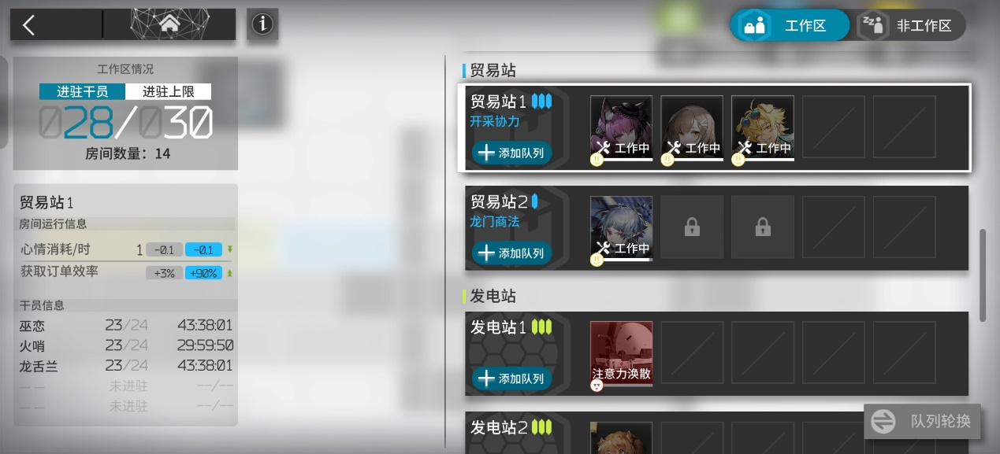 工作区
非工作区
工作区情况
进驻干员 进驻上限
028/030
房间数量：14
贸易站1
房间运行信息
心情消耗/时 1 -0.1 -0.1
获取订单效率 +3% +90%
干员信息
巫恋 23/24 43:38:01
火哨 23/24 29:59:50
龙舌兰 23/24 43:38:01
—— 未进驻 --/--
—— 未进驻 --/--
贸易站
贸易站1
开采协力
添加队列
工作中 工作中 工作中
贸易站2
龙门商法
添加队列
工作中
发电站
发电站1
添加队列
注意力涣散
发电站2
队列轮换